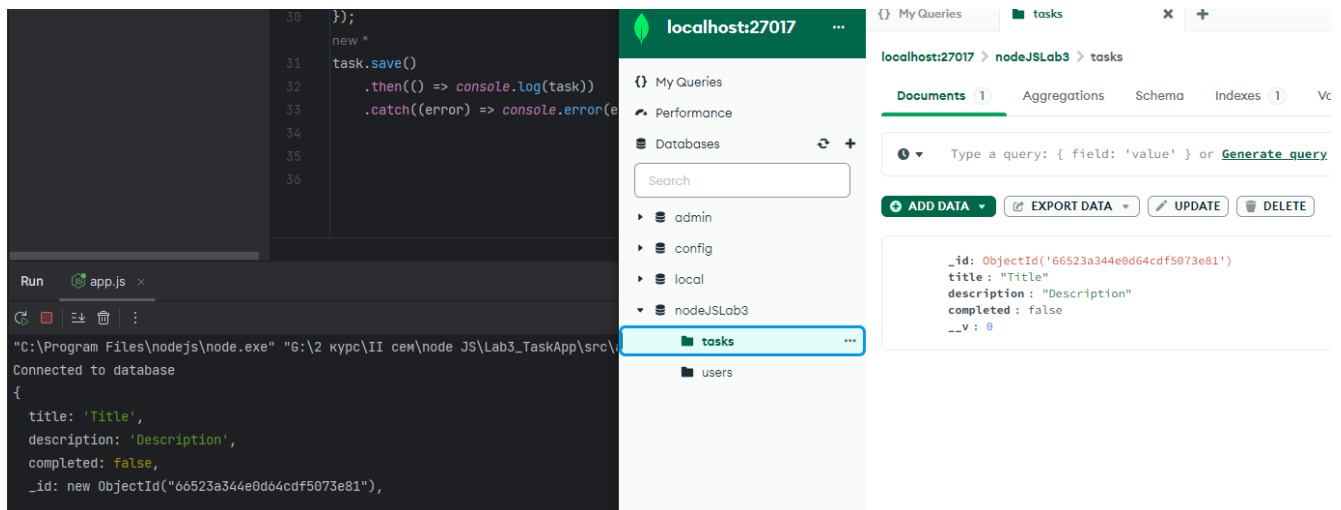 30 });
new *
31 task.save()
32 .then(() => console.log(task))
33 .catch((error) => console.error(e
34
35
36
Run app.js ×
"C:\Program Files\nodejs\node.exe" "G:\2 курс\II сем\node JS\Lab3_TaskApp\src\
Connected to database
{
title: 'Title',
description: 'Description',
completed: false,
_id: new ObjectId("66523a344e0d64cdf5073e81"),
localhost:27017 ...
{} My Queries
Performance
Databases
Search
admin
config
local
nodeJSLab3
tasks ...
users
{} My Queries tasks × +
localhost:27017 > nodeJSLab3 > tasks
Documents 1 Aggregations Schema Indexes 1
Type a query: { field: 'value' } or Generate query
ADD DATA EXPORT DATA UPDATE DELETE
_id: ObjectId('66523a344e0d64cdf5073e81')
title : "Title"
description : "Description"
completed : false
__v : 0